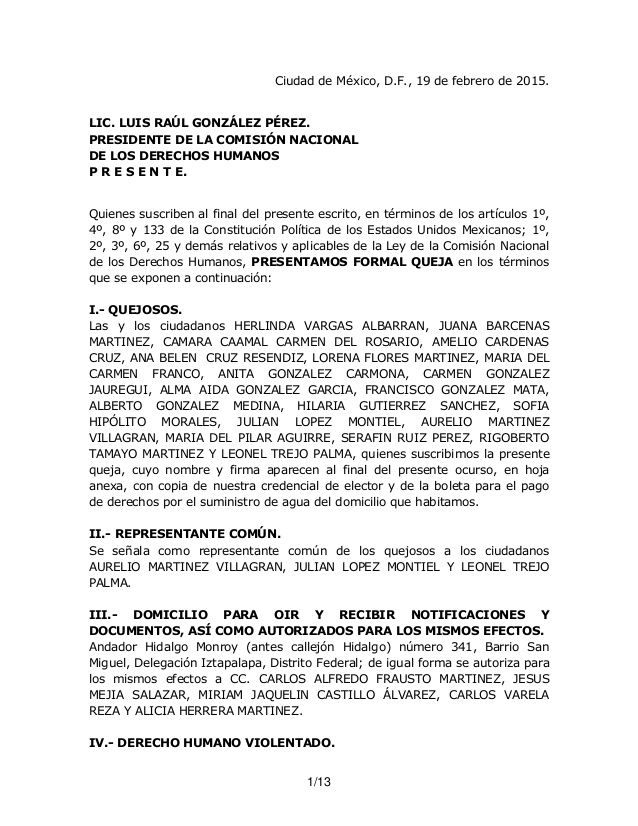 Ciudad de México, D.F., 19 de febrero de 2015.
LIC. LUIS RAÚL GONZÁLEZ PÉREZ.
PRESIDENTE DE LA COMISIÓN NACIONAL
DE LOS DERECHOS HUMANOS
P R E S E N T E.
Quienes suscriben al final del presente escrito, en términos de los artículos 1º,
4º, 8º y 133 de la Constitución Política de los Estados Unidos Mexicanos; 1º,
2º, 3º, 6º, 25 y demás relativos y aplicables de la Ley de la Comisión Nacional
de los Derechos Humanos, PRESENTAMOS FORMAL QUEJA en los términos
que se exponen a continuación:
I.- QUEJOSOS.
Las y los ciudadanos HERLINDA VARGAS ALBARRAN, JUANA BARCENAS
MARTINEZ, CAMARA CAAMAL CARMEN DEL ROSARIO, AMELIO CARDENAS
CRUZ, ANA BELEN CRUZ RESENDIZ, LORENA FLORES MARTINEZ, MARIA DEL
CARMEN FRANCO, ANITA GONZALEZ CARMONA, CARMEN GONZALEZ
JAUREGUI, ALMA AIDA GONZALEZ GARCIA, FRANCISCO GONZALEZ MATA,
ALBERTO GONZALEZ MEDINA, HILARIA GUTIERREZ SANCHEZ, SOFIA
HIPÓLITO MORALES, JULIAN LOPEZ MONTIEL, AURELIO MARTINEZ
VILLAGRAN, MARIA DEL PILAR AGUIRRE, SERAFIN RUIZ PEREZ, RIGOBERTO
TAMAYO MARTINEZ Y LEONEL TREJO PALMA, quienes suscribimos la presente
queja, cuyo nombre y firma aparecen al final del presente ocurso, en hoja
anexa, con copia de nuestra credencial de elector y de la boleta para el pago
de derechos por el suministro de agua del domicilio que habitamos.
II.- REPRESENTANTE COMÚN.
Se señala como representante común de los quejosos a los ciudadanos
AURELIO MARTINEZ VILLAGRAN, JULIAN LOPEZ MONTIEL Y LEONEL TREJO
PALMA.
III.- DOMICILIO PARA OIR Y RECIBIR NOTIFICACIONES Y
DOCUMENTOS, ASÍ COMO AUTORIZADOS PARA LOS MISMOS EFECTOS.
Andador Hidalgo Monroy (antes callejón Hidalgo) número 341, Barrio San
Miguel, Delegación Iztapalapa, Distrito Federal; de igual forma se autoriza para
los mismos efectos a CC. CARLOS ALFREDO FRAUSTO MARTINEZ, JESUS
MEJIA SALAZAR, MIRIAM JAQUELIN CASTILLO ÁLVAREZ, CARLOS VARELA
REZA Y ALICIA HERRERA MARTINEZ.
IV.- DERECHO HUMANO VIOLENTADO.
1/13